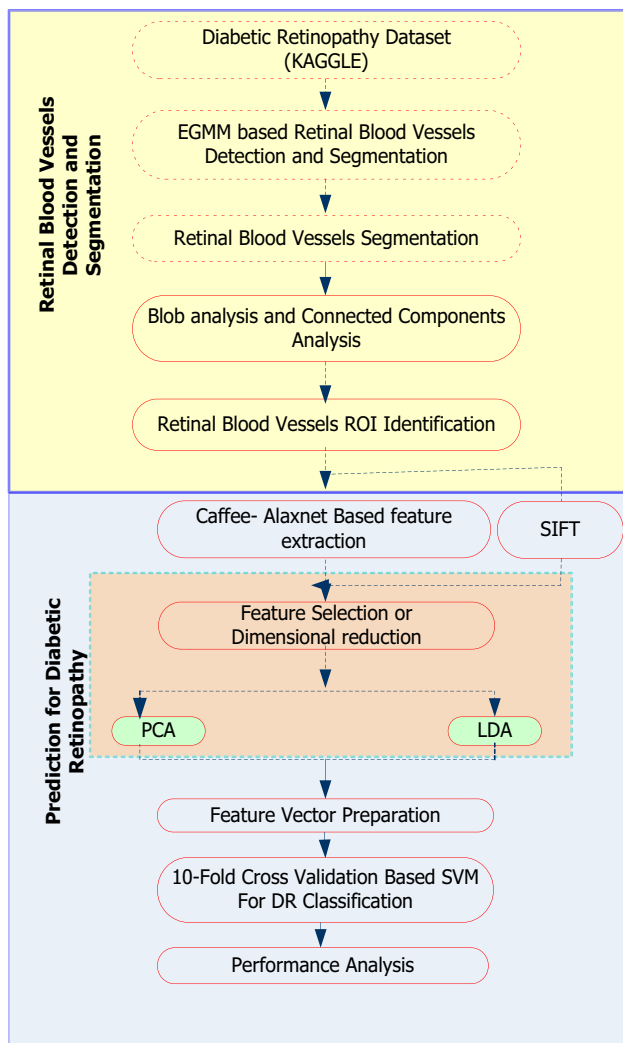 Retinal Blood Vessels
Detection and
Segmentation
Diabetic Retinopathy Dataset
(KAGGLE)
EGMM based Retinal Blood Vessels
Detection and Segmentation
Retinal Blood Vessels Segmentation
Blob analysis and Connected Components
Analysis
Retinal Blood Vessels ROI Identification
Prediction for Diabetic
Retinopathy
Caffee- Alaxnet Based feature
extraction
SIFT
Feature Selection or
Dimensional reduction
PCA
LDA
Feature Vector Preparation
10-Fold Cross Validation Based SVM
For DR Classification
Performance Analysis